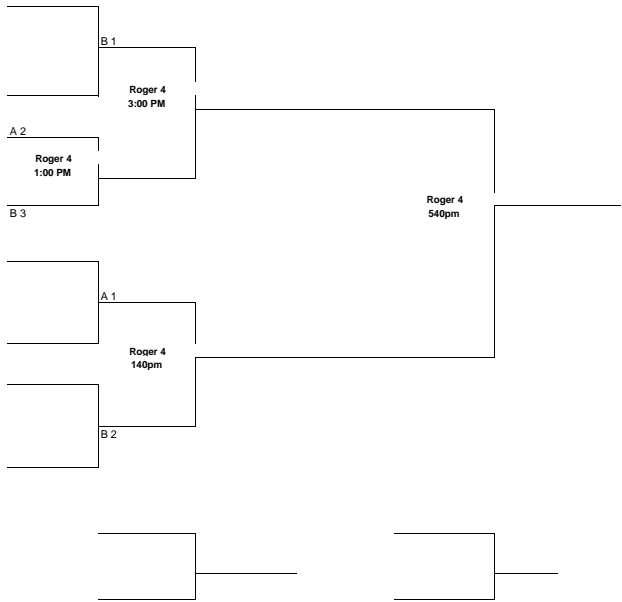 B 1
Roger 4
3:00 PM
A 2
Roger 4
1:00 PM
B 3
Roger 4
540pm
A 1
Roger 4
140pm
B 2